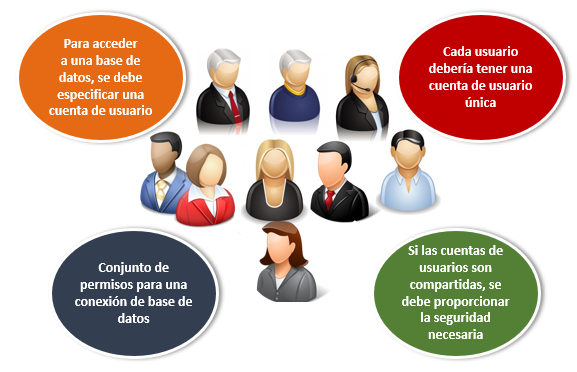 Para acceder
a una base de
datos, se debe
especificar una
cuenta de usuario
Cada usuario
debería tener una
cuenta de usuario
única
Conjunto de
permisos para una
conexión de base de
datos
Si las cuentas de
usuarios son
compartidas, se
debe proporcionar
la seguridad
necesaria